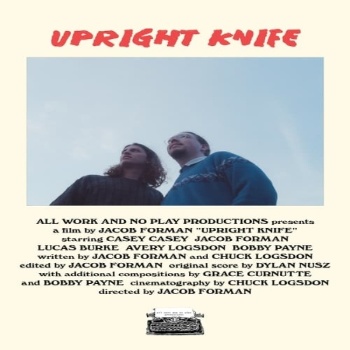 UPRIGHT KNIFE
ALL WORK AND NO PLAY PRODUCTIONS presents
a film by JACOB FORMAN "UPRIGHT KNIFE"
starring CASEY CASEY JACOB FORMAN
LUCAS BURKE AVERY LOGSDON BOBBY PAYNE
written by JACOB FORMAN and CHUCK LOGSDON
edited by JACOB FORMAN original score by DYLAN NUSZ
with additional compositions by GRACE CURNUTTE
and BOBBY PAYNE cinematography by CHUCK LOGSDON
directed by JACOB FORMAN